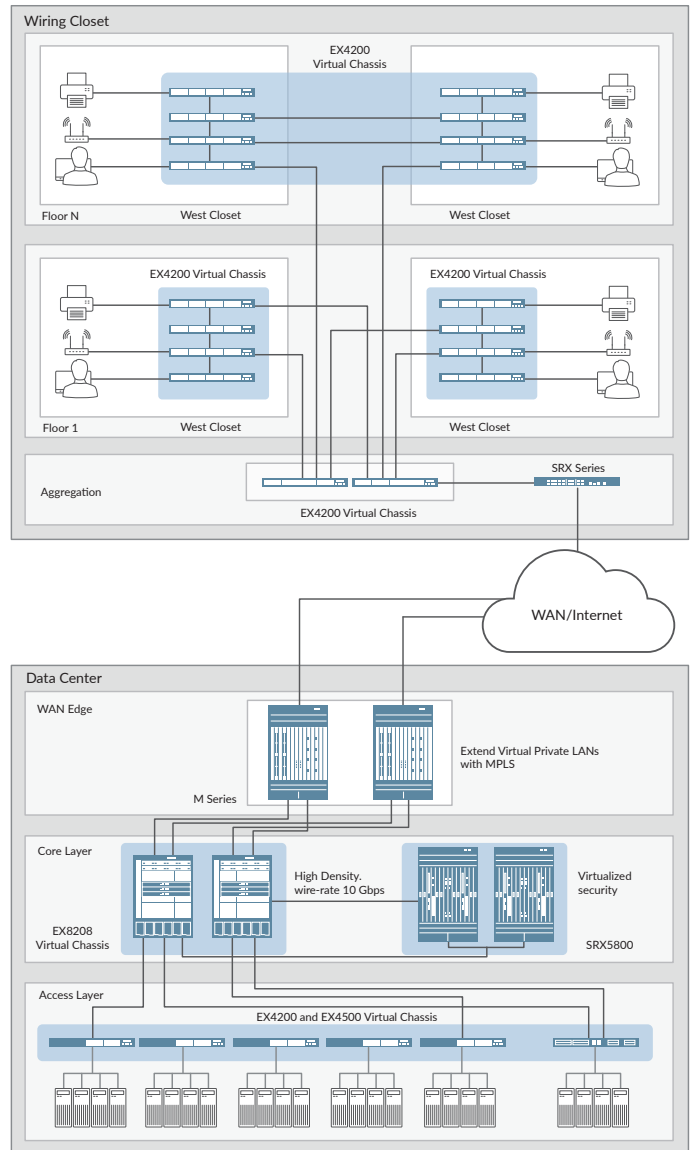 Wiring Closet
EX4200
Virtual Chassis
Floor N
West Closet
West Closet
EX4200 Virtual Chassis
EX4200 Virtual Chassis
Floor 1
West Closet
West Closet
Aggregation
SRX Series
EX4200 Virtual Chassis
WAN/Internet
Data Center
WAN Edge
Extend Virtual Private LANs
with MPLS
M Series
Core Layer
High Density.
wire-rate 10 Gbps
Virtualized
security
EX8208
Virtual Chassis
SRX5800
Access Layer
EX4200 and EX4500 Virtual Chassis